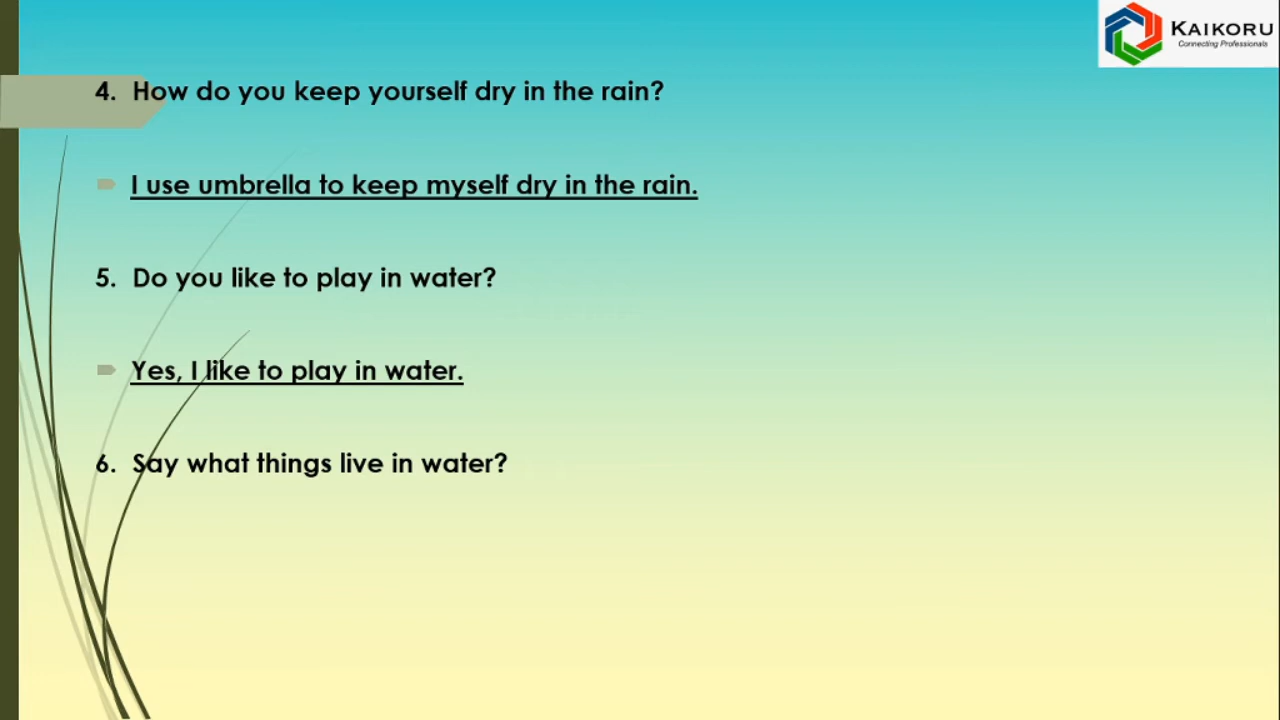 KAIKORU
Connecting Professionals
4. How do you keep yourself dry in the rain?
I use umbrella to keep myself dry in the rain.
5. Do you like to play in water?
Yes, I like to play in water.
6. Say what things live in water?